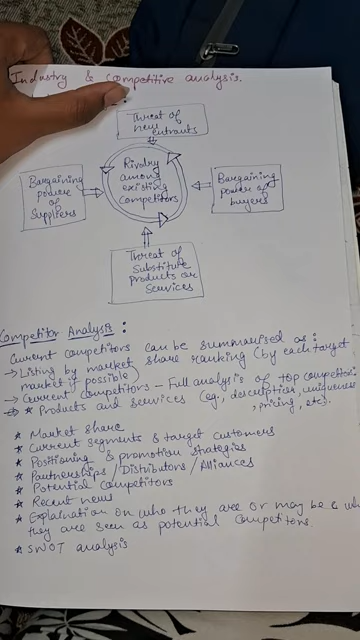 Industry & competitive analysis.
Threat of
new
entrants
Bargaining
power
of
suppliers
Rivalry
among
existing
competitors
Bargaining
power of
buyers
Threat of
Substitute
Products or
Services
Competitor Analysis:
Current competitors can be summarised as:
→ Listing by market share ranking (by each target
market if possible)
→ Current competitors - Full analysis of top competitors
* Products and services (eg., description, uniqueness
, pricing, etc).
* Market share
* Current segments & target customers
* Positioning & promotion strategies
* Partnerships / Distributors / Alliances
* Potential competitors
* Recent news
* Explaination on who they are or may be &
they are seen as potential competitors.
* SWOT analysis